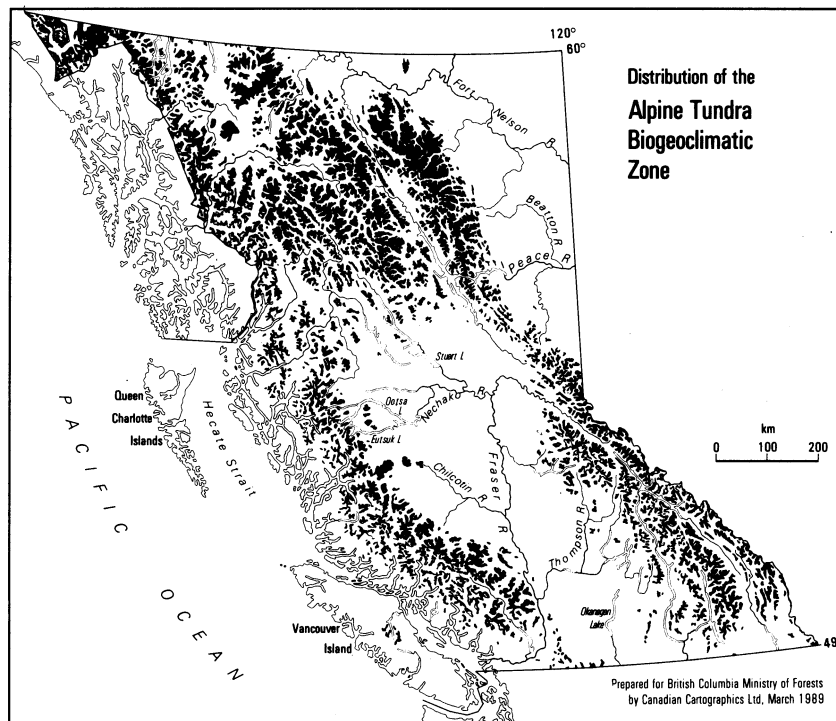 120°
60°
Distribution of the
Alpine Tundra
Biogeoclimatic
Zone
Fort
Nelson R
Beatton R
Peace R
Stuart L
Ootsa
L
Nechako R
Eutsuk L
Queen
Charlotte
Islands
Hecate Strait
PACIFIC OCEAN
km
0 100 200
Chilcotin R
Fraser R
Thompson R
Okanagan
Lake
Vancouver
Island
49
Prepared for British Columbia Ministry of Forests
by Canadian Cartographics Ltd, March 1989